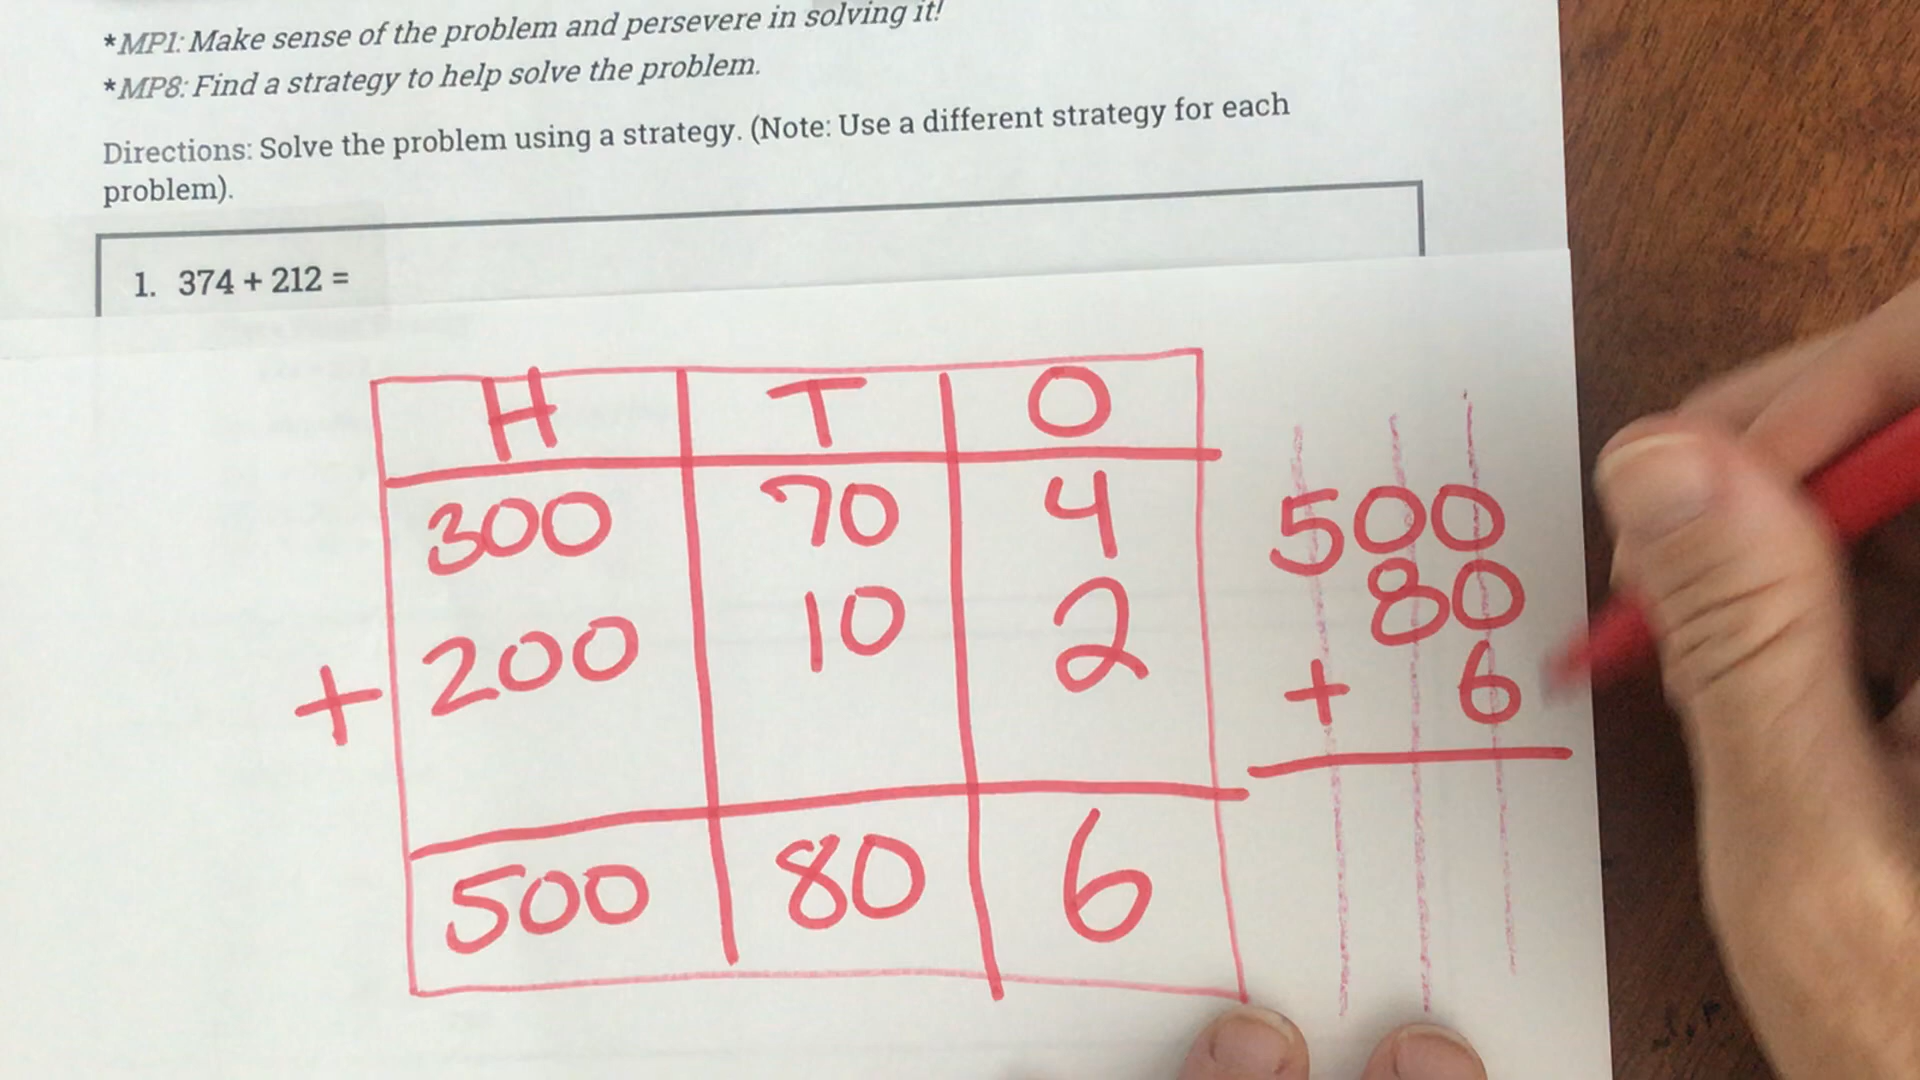 *MP1: Make sense of the problem and persevere in solving it!
*MP8: Find a strategy to help solve the problem.
Directions: Solve the problem using a strategy. (Note: Use a different strategy for each
problem).
1. 374 + 212 =
H T O
300 70 4
+ 200 10 2
500 80 6
500
80
+ 6